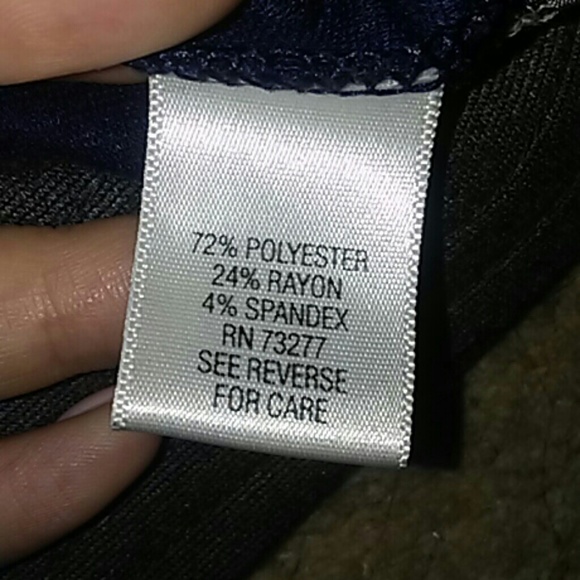 72% POLYESTER
24% RAYON
4% SPANDEX
RN 73277
SEE REVERSE
FOR CARE